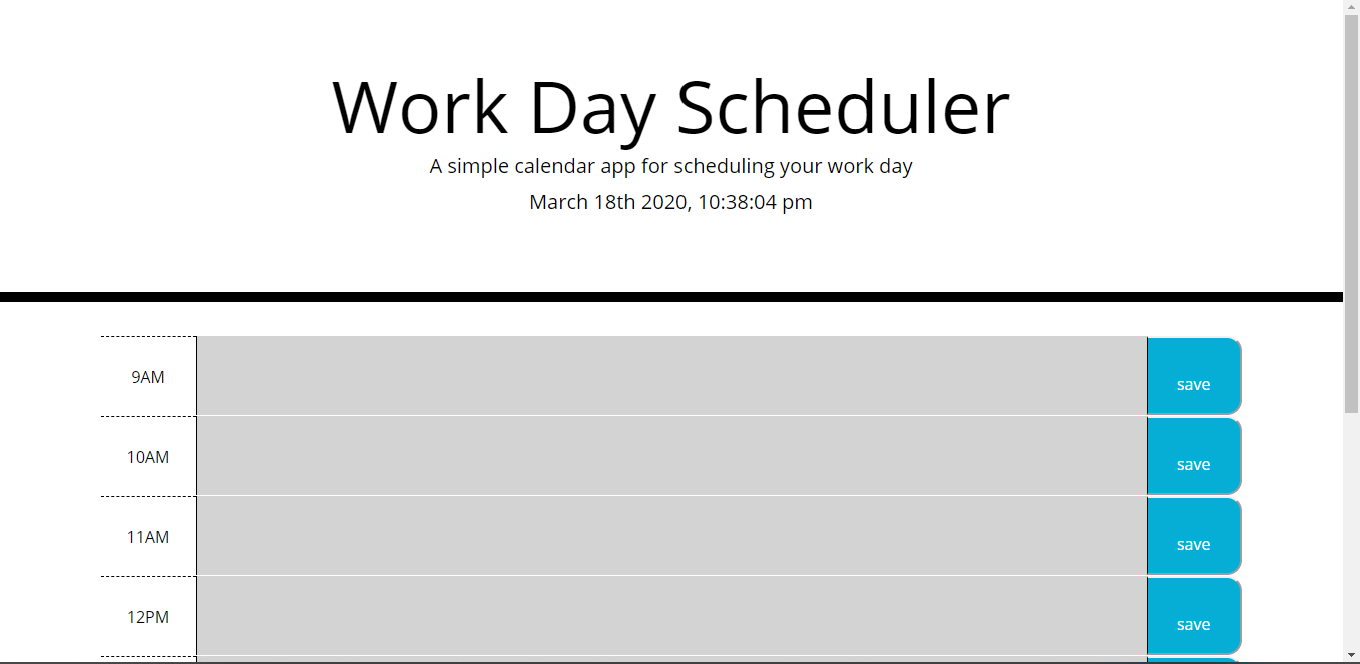 Work Day Scheduler
A simple calendar app for scheduling your work day
March 18th 2020, 10:38:04 pm
9AM save
10AM save
11AM save
12PM save